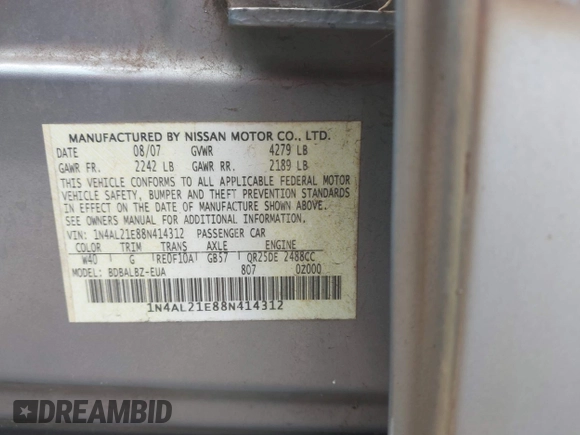 MANUFACTURED BY NISSAN MOTOR CO., LTD.
DATE 08/07 GVWR 4279 LB
GAWR FR. 2242 LB GAWR RR. 2189 LB
THIS VEHICLE CONFORMS TO ALL APPLICABLE FEDERAL MOTOR
VEHICLE SAFETY, BUMPER AND THEFT PREVENTION STANDARDS
IN EFFECT ON THE DATE OF MANUFACTURE SHOWN ABOVE.
SEE OWNERS MANUAL FOR ADDITIONAL INFORMATION.
VIN: 1N4AL21E88N414312 PASSENGER CAR
COLOR TRIM TRANS AXLE ENGINE
W40 G RE0F10A GB57 QR25DE 2488CC
MODEL: BDBALBZ-EUA 807 0Z000
1N4AL21E88N414312
DREAMBID